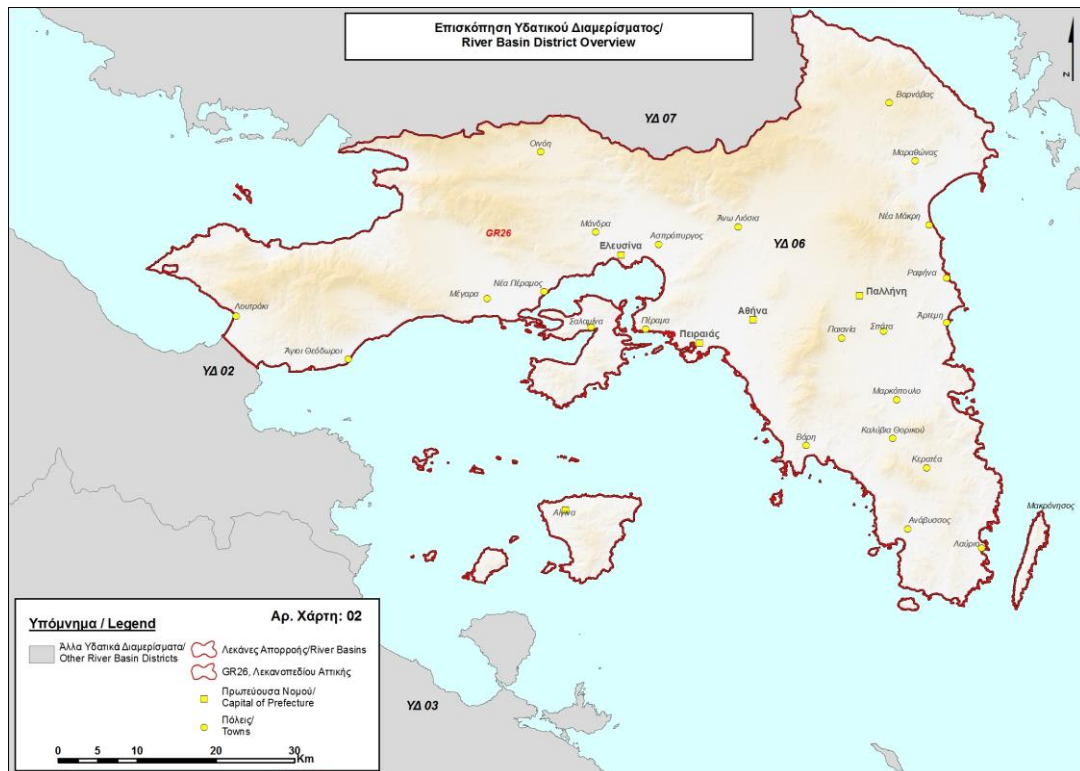 Επισκόπηση Υδατικού Διαμερίσματος/
River Basin District Overview
N
Βαρνάβας
ΥΔ 07
Οινόη
Μαραθώνας
Νέα Μάκρη
Άνω Λιόσια
Μάνδρα
GR26
Ασπρόπυργος
ΥΔ 06
Ελευσίνα
Ραφήνα
Νέα Πέραμος
Παλλήνη
Μέγαρα
Λουτράκι
Σαλαμίνα
Πέραμα
Αθήνα
Άρτεμη
Σπάτα
Παιανία
Πειραιάς
Άγιοι Θεόδωροι
ΥΔ 02
Μαρκόπουλο
Καλύβια Θορικού
Βάρη
Κερατέα
Μακρόνησος
Αίγινα
Ανάβυσσος
Λαύριο
Υπόμνημα / Legend
Αρ. Χάρτη: 02
Άλλα Υδατικά Διαμερίσματα/
Other River Basin Districts
Λεκάνες Απορροής/River Basins
GR26, Λεκανοπεδίου Αττικής
Πρωτεύουσα Νομού/
Capital of Prefecture
Πόλεις/
Towns
0 5 10 20 30
Km
ΥΔ 03